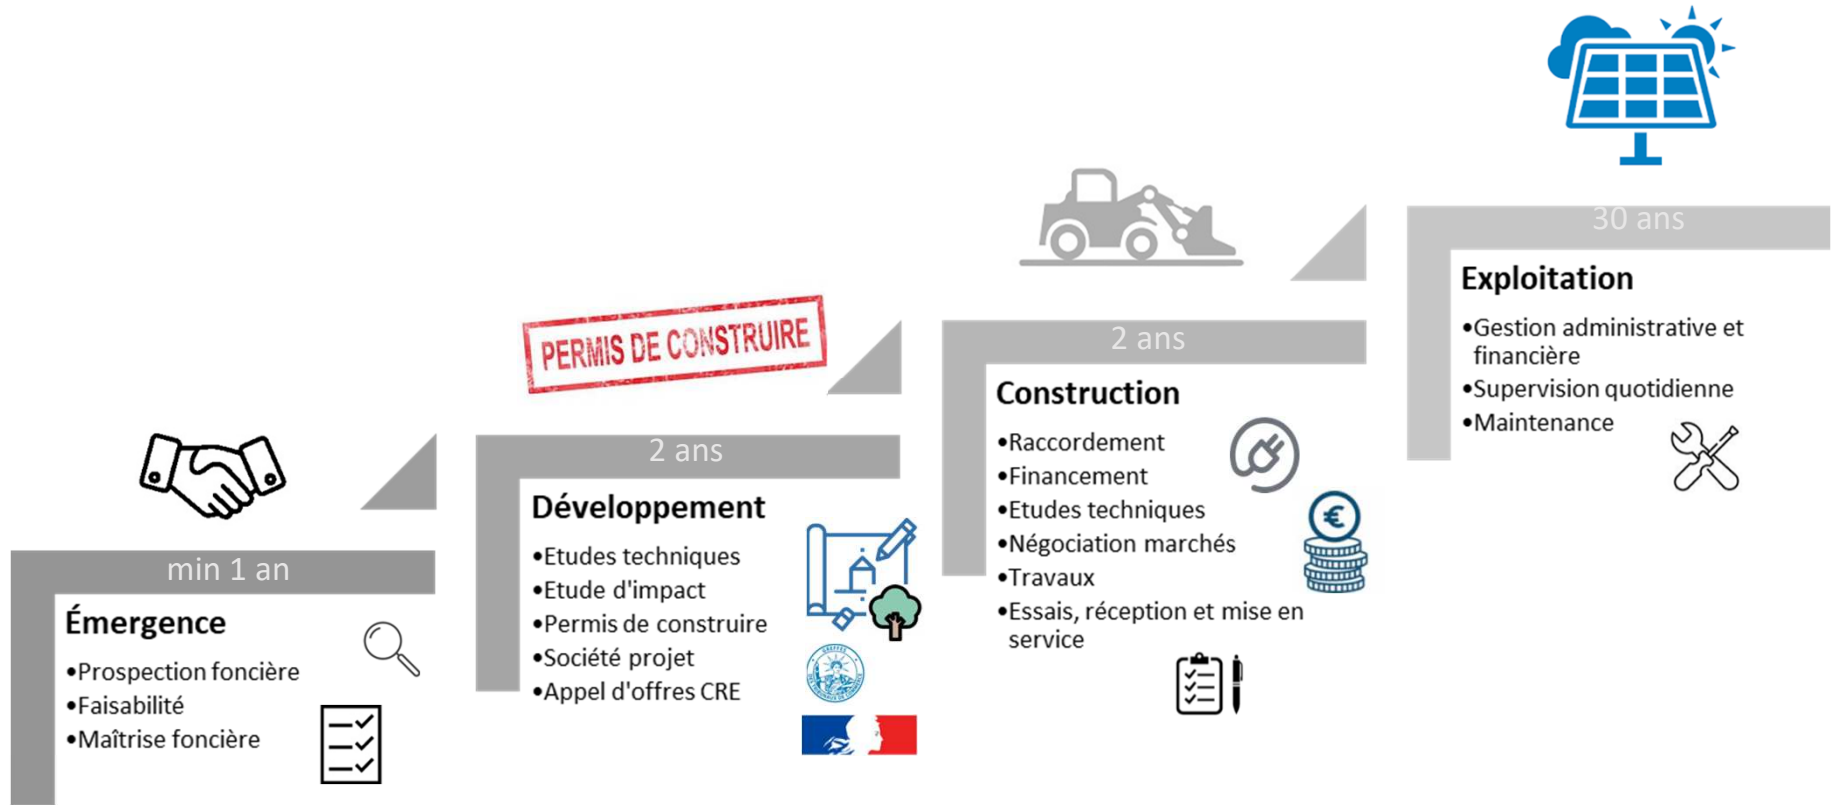 min 1 an
Émergence
•Prospection foncière
•Faisabilité
•Maîtrise foncière
PERMIS DE CONSTRUIRE
2 ans
Développement
•Etudes techniques
•Etude d'impact
•Permis de construire
•Société projet
•Appel d'offres CRE
2 ans
Construction
•Raccordement
•Financement
•Etudes techniques
•Négociation marchés
•Travaux
•Essais, réception et mise en
service
€
30 ans
Exploitation
•Gestion administrative et
financière
•Supervision quotidienne
•Maintenance